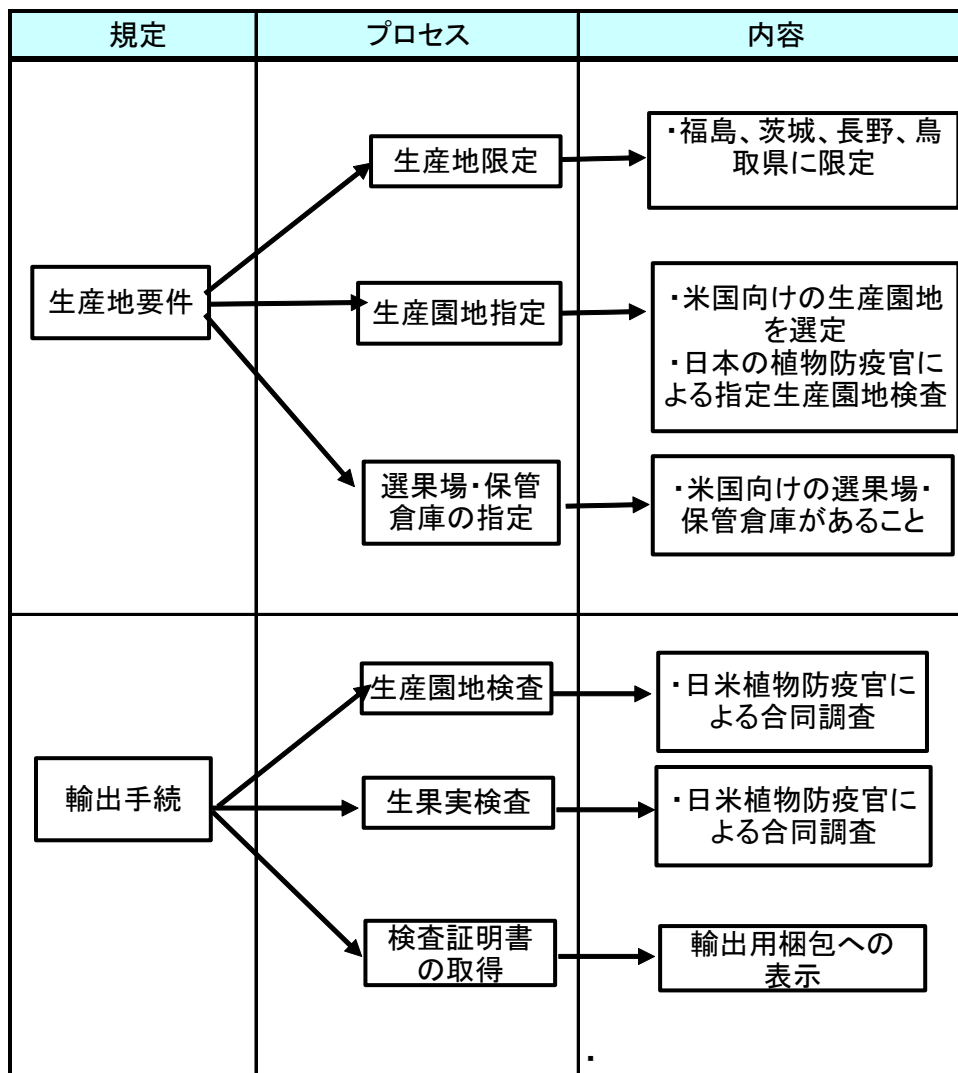 規定
プロセス
内容
生産地要件
生産地限定
・福島、茨城、長野、鳥
取県に限定
生産園地指定
・米国向けの生産園地
を選定
・日本の植物防疫官に
よる指定生産園地検査
選果場・保管
倉庫の指定
・米国向けの選果場・
保管倉庫があること
輸出手続
生産園地検査
・日米植物防疫官に
よる合同調査
生果実検査
・日米植物防疫官に
よる合同調査
検査証明書
の取得
輸出用梱包への
表示
・